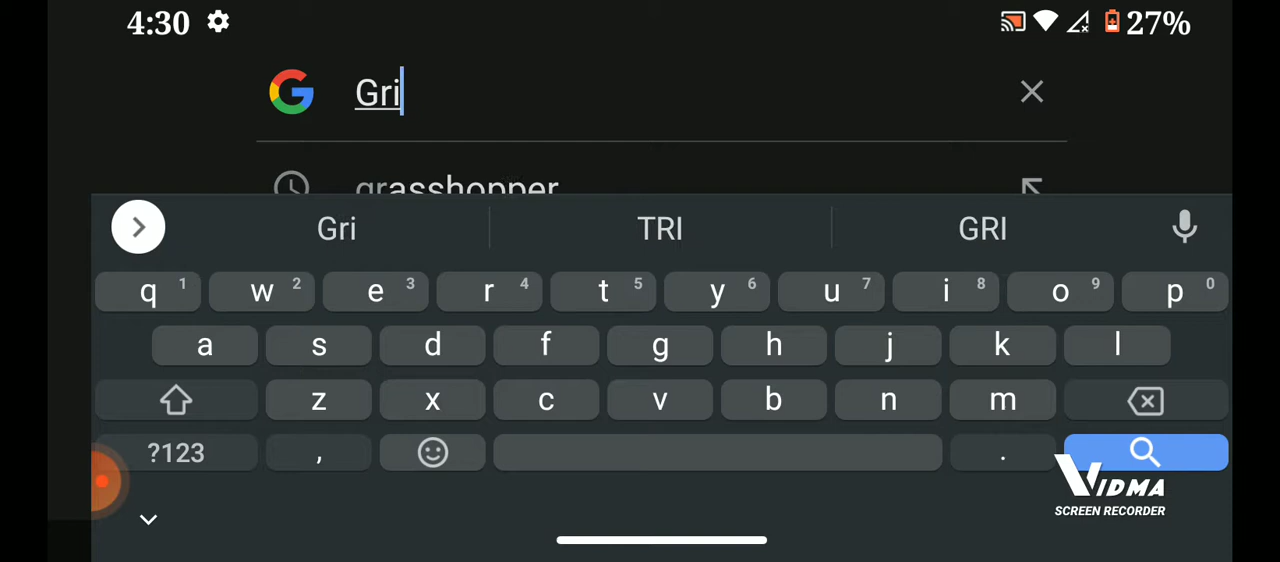 4:30 27%
Gri
grasshopper
Gri TRI GRI
q 1 w 2 e 3 r 4 t 5 y 6 u 7 i 8 o 9 p 0
a s d f g h j k l
z x c v b n m
?123 , .
VIDMA
SCREEN RECORDER